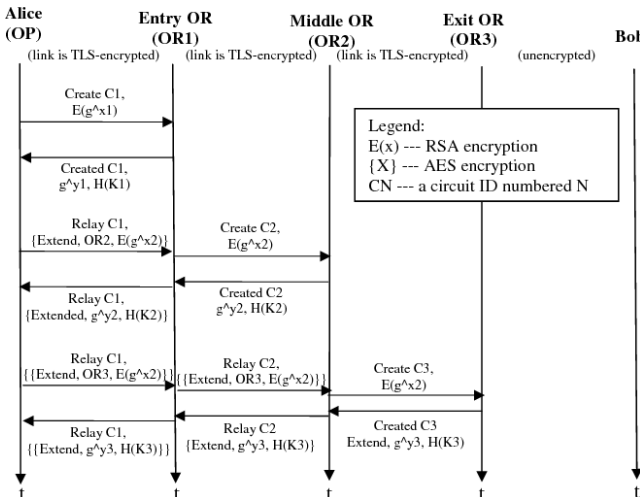 Alice
(OP)
Entry OR
(OR1)
Middle OR
(OR2)
Exit OR
(OR3)
Bob
(link is TLS-encrypted)
(link is TLS-encrypted)
(link is TLS-encrypted)
(unencrypted)
Create C1,
E(g^x1)
Legend:
E(x) --- RSA encryption
{X} --- AES encryption
CN --- a circuit ID numbered N
Created C1,
g^y1, H(K1)
Relay C1,
{Extend, OR2, E(g^x2)}
Create C2,
E(g^x2)
Relay C1,
{Extended, g^y2, H(K2)}
Created C2
g^y2, H(K2)
Relay C1,
{{Extend, OR3, E(g^x2)}}
Relay C2,
{{Extend, OR3, E(g^x2)}}
Create C3,
E(g^x2)
Relay C1,
{{Extend, g^y3, H(K3)}}
Relay C2
{Extend, g^y3, H(K3)}
Created C3
Extend, g^y3, H(K3)
t
t
t
t
t